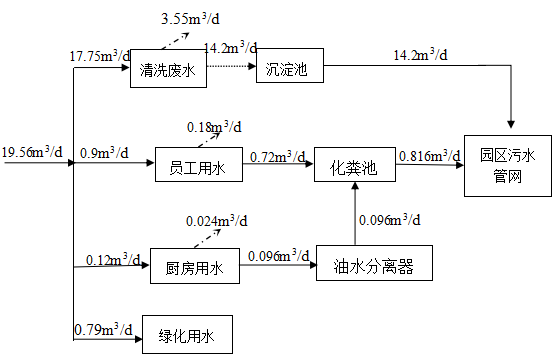 3.55m³/d
17.75m³/d
14.2m³/d
14.2m³/d
清洗废水
沉淀池
0.18m³/d
19.56m³/d
0.9m³/d
0.72m³/d
0.816m³/d
员工用水
化粪池
园区污水
管网
0.024m³/d
0.096m³/d
0.12m³/d
0.096m³/d
厨房用水
油水分离器
0.79m³/d
绿化用水